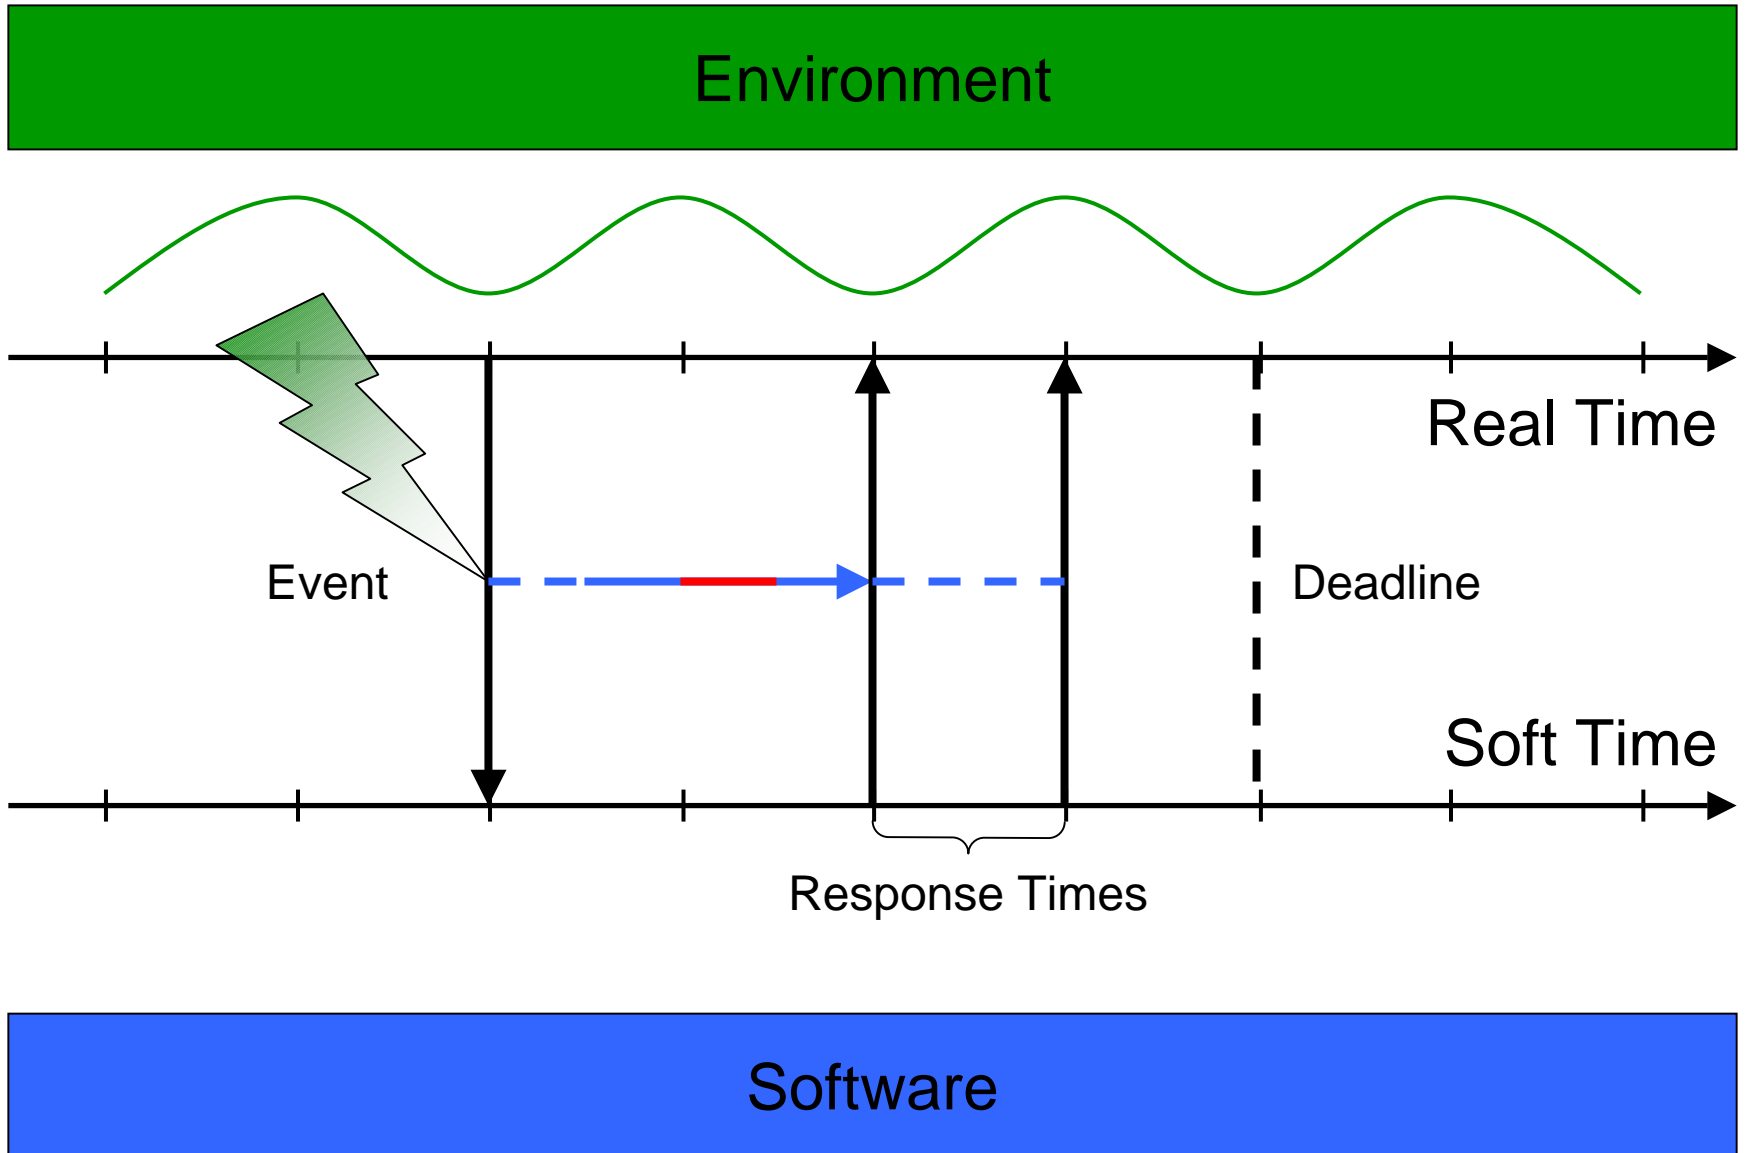 Environment
Real Time
Event
Deadline
Soft Time
Response Times
Software